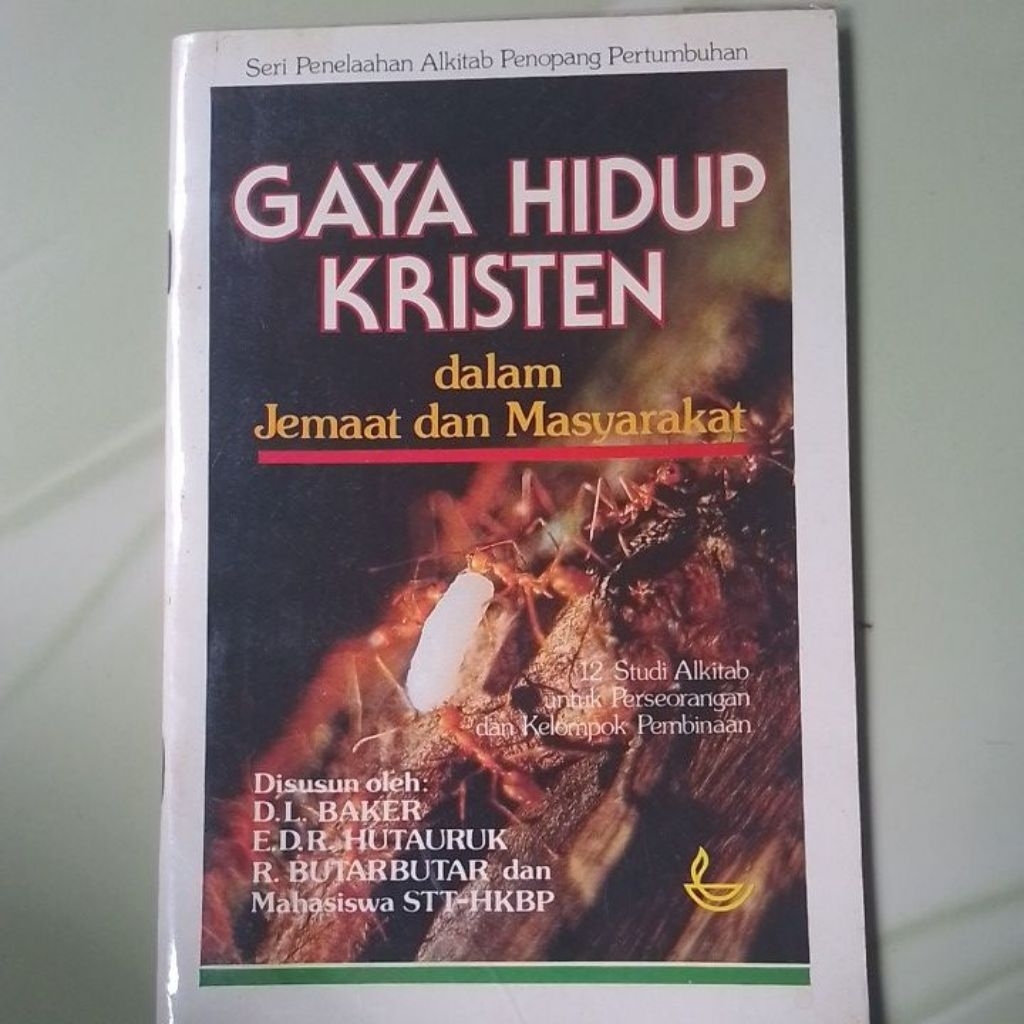 Seri Penelaahan Alkitab Penopang Pertumbuhan
GAYA HIDUP
KRISTEN
dalam
Jemaat dan Masyarakat
12 Studi Alkitab
untuk Perseorangan
dan Kelompok Pembinaan
Disusun oleh:
D.L. BAKER
E.D.R. HUTAURUK
R. BUTARBUTAR dan
Mahasiswa STT-HKBP